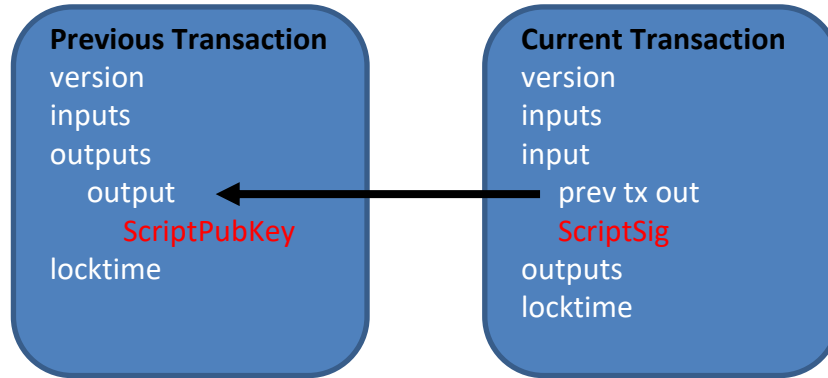 Previous Transaction
version
inputs
outputs
output
ScriptPubKey
locktime
Current Transaction
version
inputs
input
prev tx out
ScriptSig
outputs
locktime